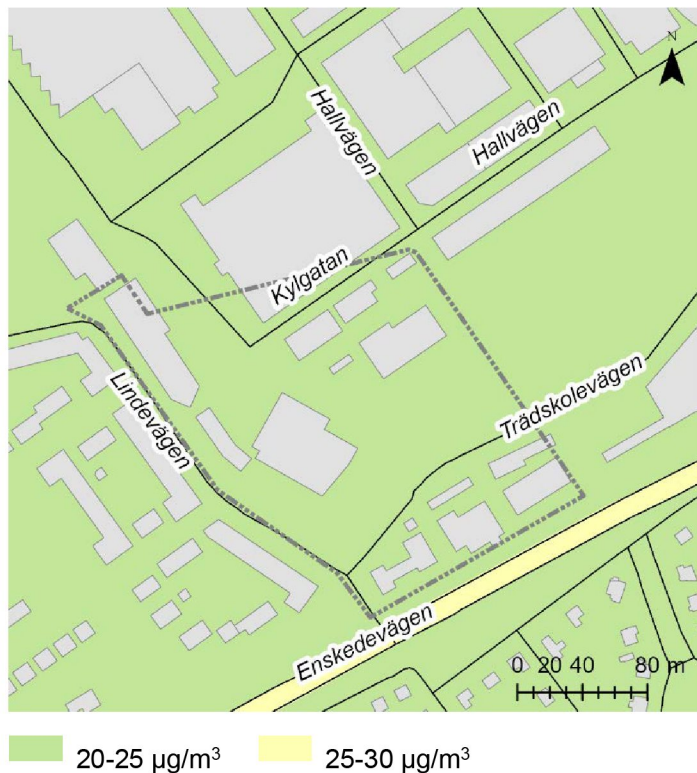 N
Hallvägen
Hallvägen
Kylgatan
Lindevägen
Trädskolevägen
Enskedevägen
0 20 40 80 m
20-25 µg/m³ 25-30 µg/m³